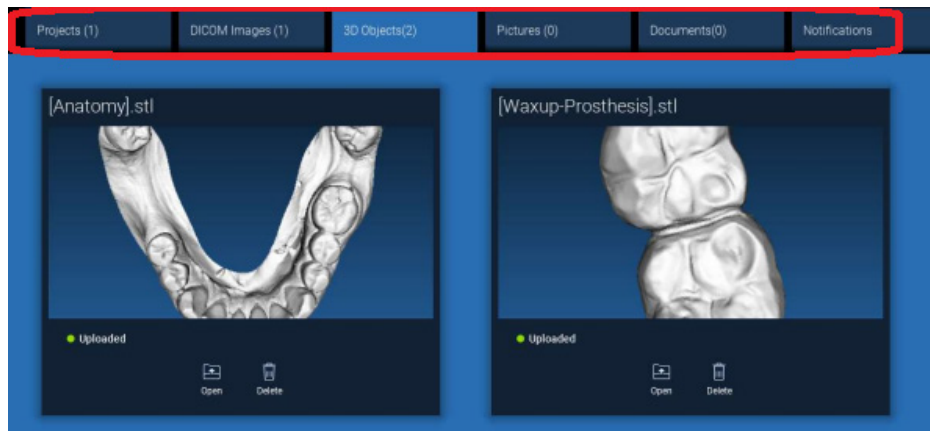 Projects (1) DICOM Images (1) 3D Objects(2) Pictures (0) Documents(0) Notifications
[Anatomy].stl
Uploaded
Open Delete
[Waxup-Prosthesis].stl
Uploaded
Open Delete